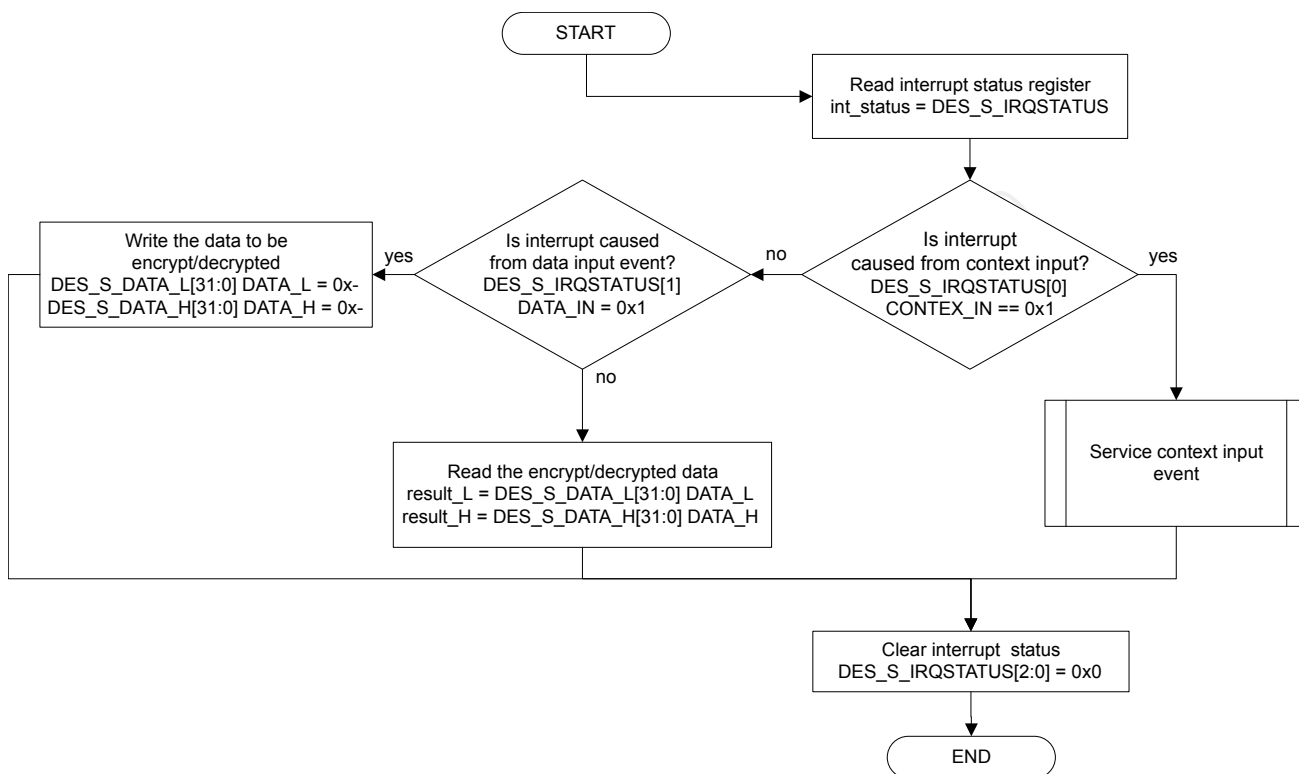 START
Read interrupt status register
int_status = DES_S_IRQSTATUS
Is interrupt
caused from context input?
DES_S_IRQSTATUS[0]
CONTEX_IN == 0x1
no
yes
Is interrupt caused
from data input event?
DES_S_IRQSTATUS[1]
DATA_IN = 0x1
yes
no
Write the data to be
encrypt/decrypted
DES_S_DATA_L[31:0] DATA_L = 0x-
DES_S_DATA_H[31:0] DATA_H = 0x-
Read the encrypt/decrypted data
result_L = DES_S_DATA_L[31:0] DATA_L
result_H = DES_S_DATA_H[31:0] DATA_H
Service context input
event
Clear interrupt status
DES_S_IRQSTATUS[2:0] = 0x0
END